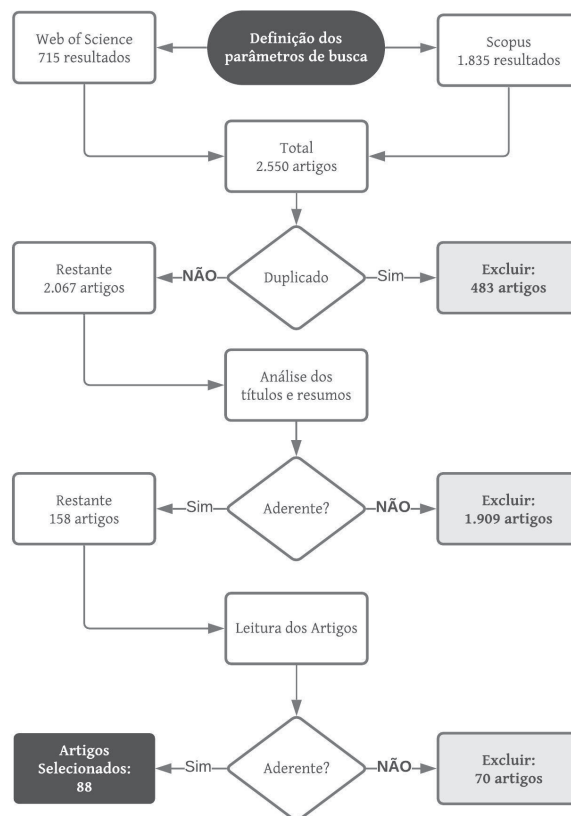 Web of Science
715 resultados
Definição dos
parâmetros de busca
Scopus
1.835 resultados
Total
2.550 artigos
Restante
2.067 artigos
NÃO
Duplicado
Sim
Excluir:
483 artigos
Análise dos
títulos e resumos
Restante
158 artigos
Sim
Aderente?
NÃO
Excluir:
1.909 artigos
Leitura dos Artigos
Artigos
Selecionados:
88
Sim
Aderente?
NÃO
Excluir:
70 artigos